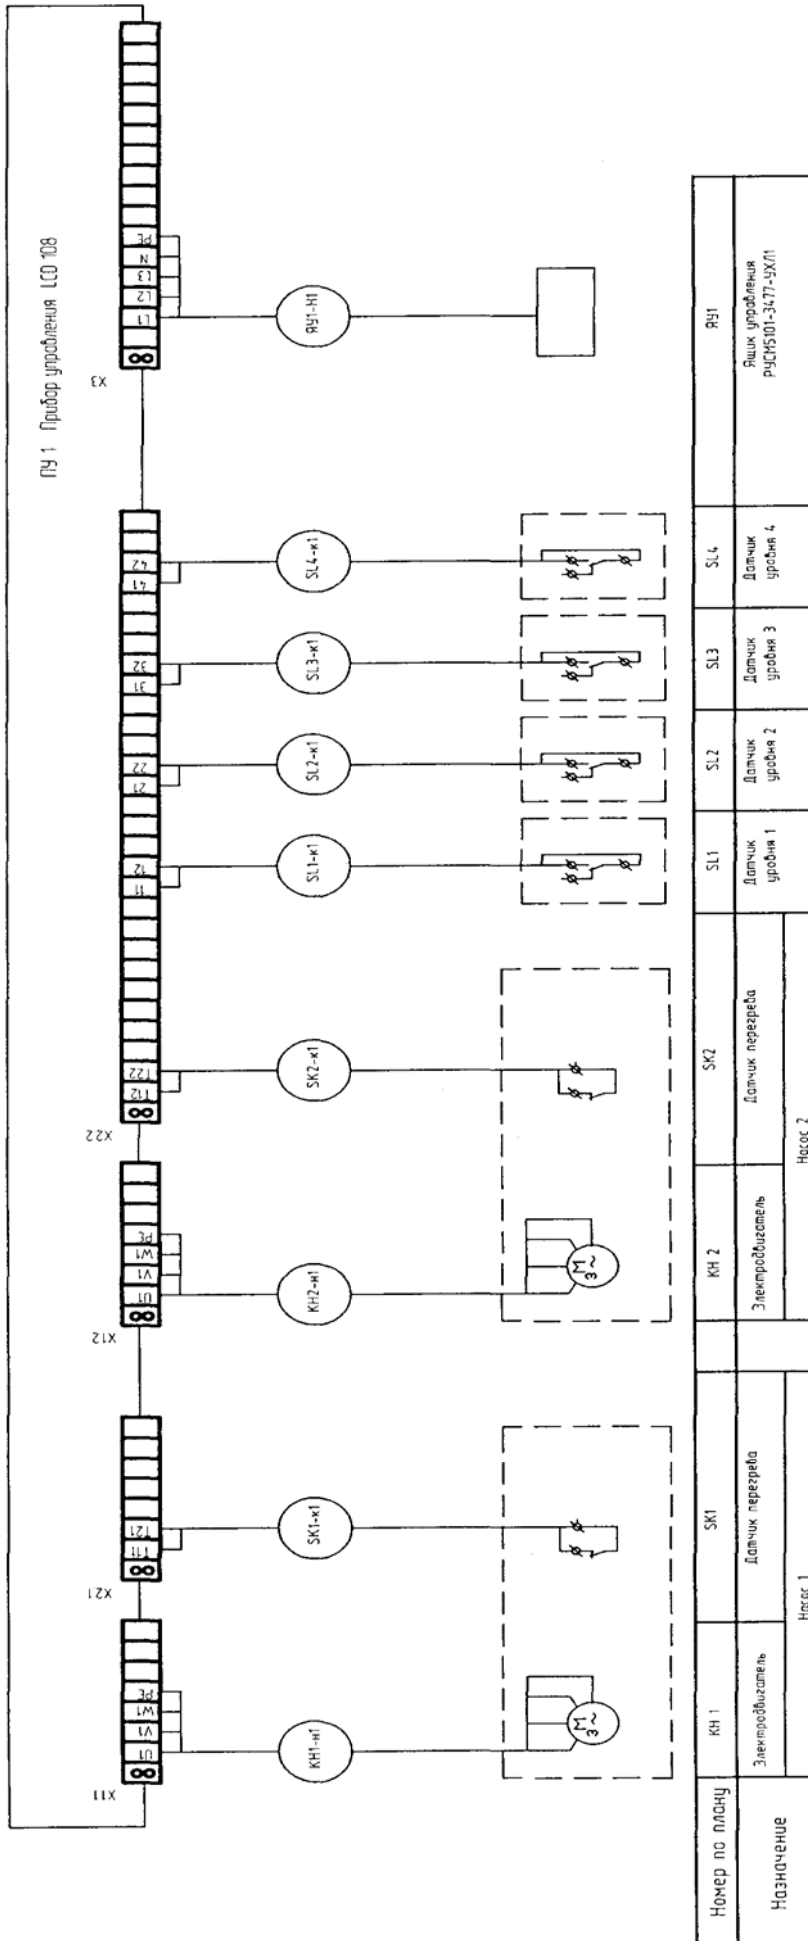 ПУ 1 Прибор управления LCD 108
X11
X21
X12
X22
X3
U1 V1 W1 PE
T11 T21
U1 V1 W1 PE
T12 T22
11 12
21 22
31 32
41 42
L1 L2 L3 N PE
КН1-н1
SK1-к1
КН2-н1
SK2-к1
SL1-к1
SL2-к1
SL3-к1
SL4-к1
ЯУ1-Н1
М
3~
М
3~
Номер по плану
КН 1
SK1
КН 2
SK2
SL1
SL2
SL3
SL4
ЯУ1
Назначение
Электродвигатель
Датчик перегрева
Электродвигатель
Датчик перегрева
Датчик
уровня 1
Датчик
уровня 2
Датчик
уровня 3
Датчик
уровня 4
Ящик управления
РУСМ5101-3477-УХЛ1
Насос 1
Насос 2